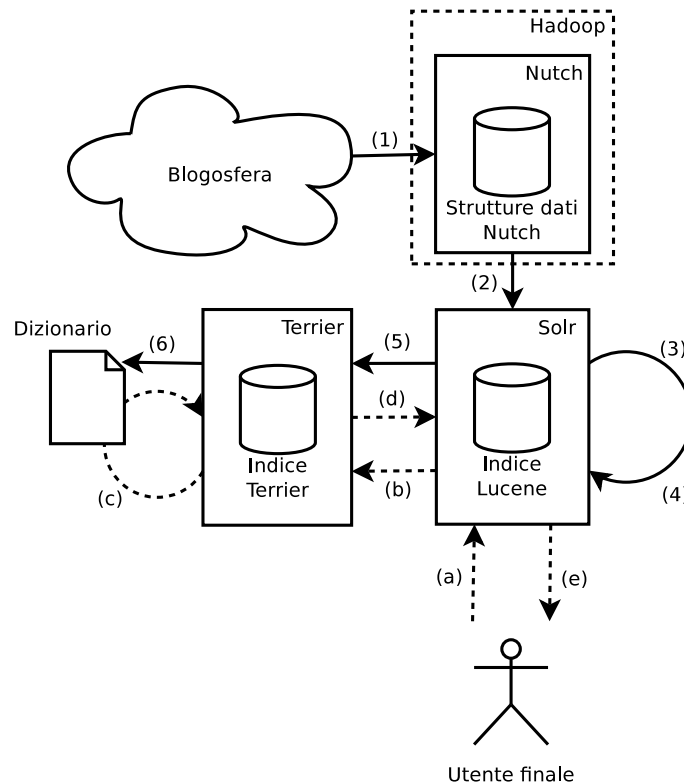 Hadoop
Nutch
(1)
Blogosfera
Strutture dati
Nutch
(2)
Dizionario
(6)
Terrier
(5)
Solr
(3)
(d)
Indice
Terrier
(b)
Indice
Lucene
(c)
(4)
(a)
(e)
Utente finale